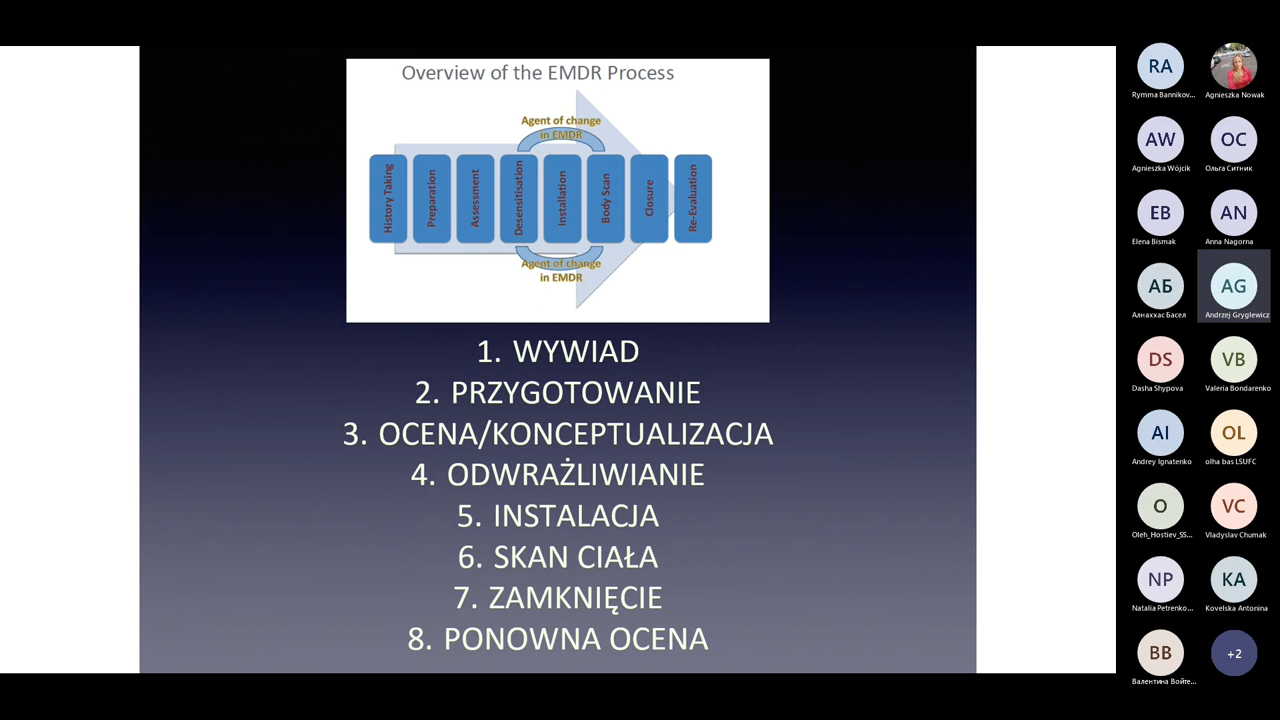 Overview of the EMDR Process
Agent of change
in EMDR
History Taking
Preparation
Assessment
Desensitisation
Installation
Body Scan
Closure
Re-Evaluation
Agent of change
in EMDR
1. WYWIAD
2. PRZYGOTOWANIE
3. OCENA/KONCEPTUALIZACJA
4. ODWRAŻLIWIANIE
5. INSTALACJA
6. SKAN CIAŁA
7. ZAMKNIĘCIE
8. PONOWNA OCENA
RA
Rymma Bannikov...
Agnieszka Nowak
AW
Agnieszka Wójcik
OC
Ольга Ситник
EB
Elena Bismak
AN
Anna Nagorna
АБ
Алнаххас Басел
AG
Andrzej Gryglewicz
DS
Dasha Shypova
VB
Valeria Bondarenko
AI
Andrey Ignatenko
OL
olha bas LSUFC
O
Oleh_Hostiev_SS...
VC
Vladyslav Chumak
NP
Natalia Petrenko...
KA
Kovelska Antonina
BB
Валентина Войте...
+2